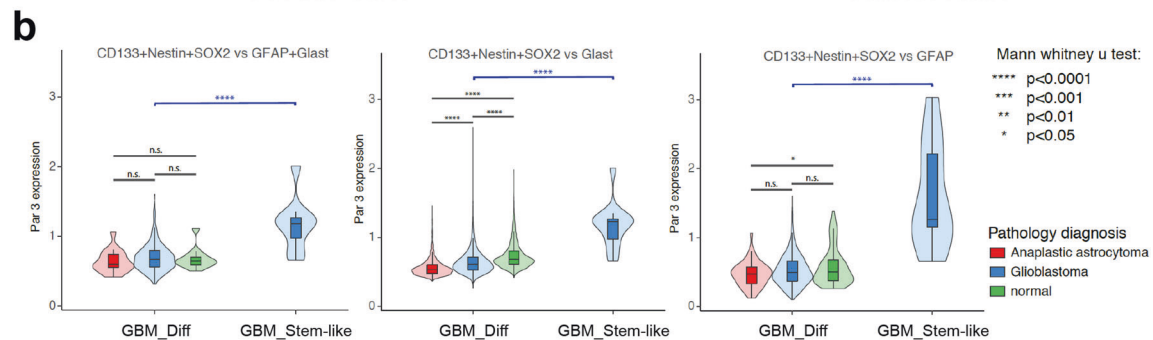 b
CD133+Nestin+SOX2 vs GFAP+Glast
Par 3 expression
3
2
1
0
****
n.s.
n.s.
n.s.
GBM_Diff
GBM_Stem-like
CD133+Nestin+SOX2 vs Glast
Par 3 expression
3
2
1
0
****
****
****
****
GBM_Diff
GBM_Stem-like
CD133+Nestin+SOX2 vs GFAP
Par 3 expression
3
2
1
0
****
*
n.s.
n.s.
GBM_Diff
GBM_Stem-like
Mann whitney u test:
**** p<0.0001
*** p<0.001
** p<0.01
* p<0.05
Pathology diagnosis
Anaplastic astrocytoma
Glioblastoma
normal